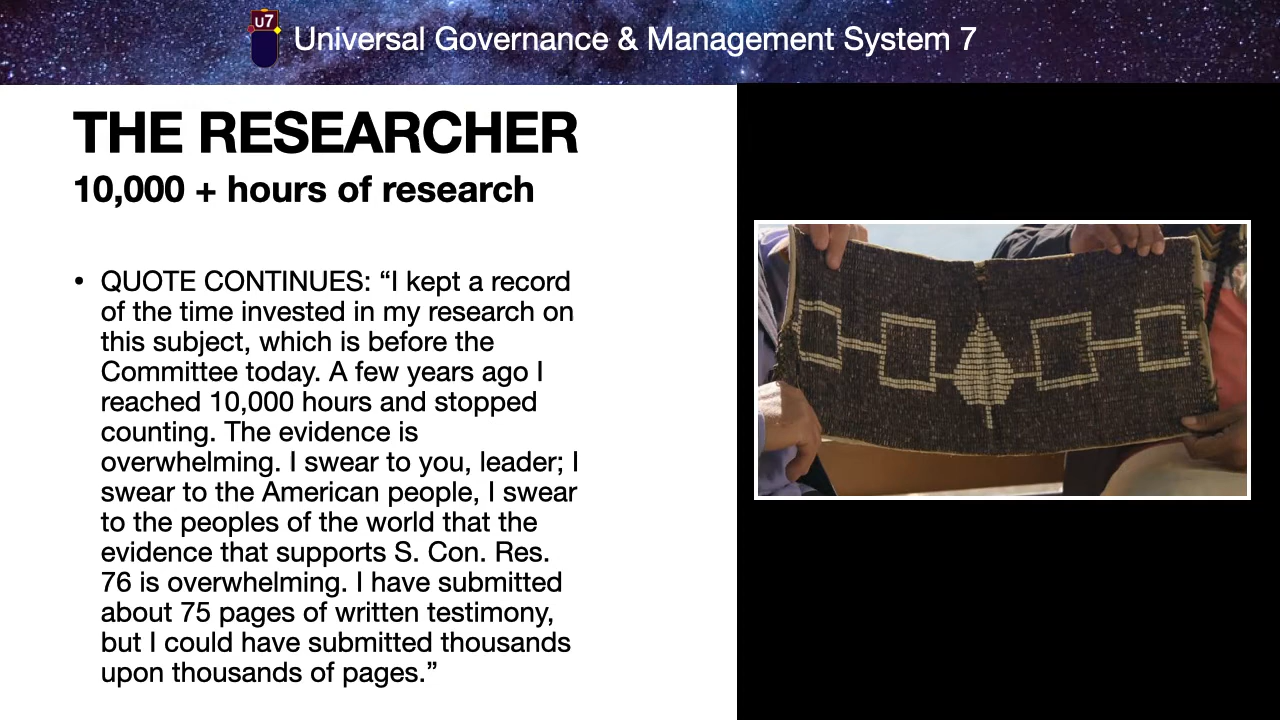 U7
Universal Governance & Management System 7
THE RESEARCHER
10,000 + hours of research
• QUOTE CONTINUES: “I kept a record
of the time invested in my research on
this subject, which is before the
Committee today. A few years ago I
reached 10,000 hours and stopped
counting. The evidence is
overwhelming. I swear to you, leader; I
swear to the American people, I swear
to the peoples of the world that the
evidence that supports S. Con. Res.
76 is overwhelming. I have submitted
about 75 pages of written testimony,
but I could have submitted thousands
upon thousands of pages.”